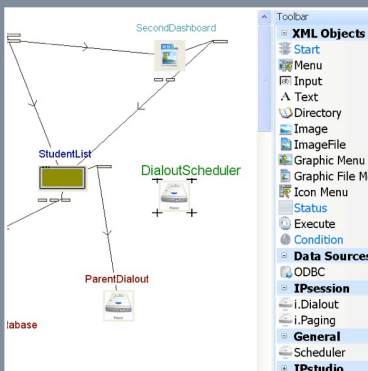 SecondDashboard
StudentList
DialoutScheduler
ParentDialout
Toolbar
XML Objects
Start
Menu
Input
Text
Directory
Image
ImageFile
Graphic Menu
Graphic File M
Icon Menu
Status
Execute
Condition
Data Sources
ODBC
IPsession
i.Dialout
i.Paging
General
Scheduler
IPstudio